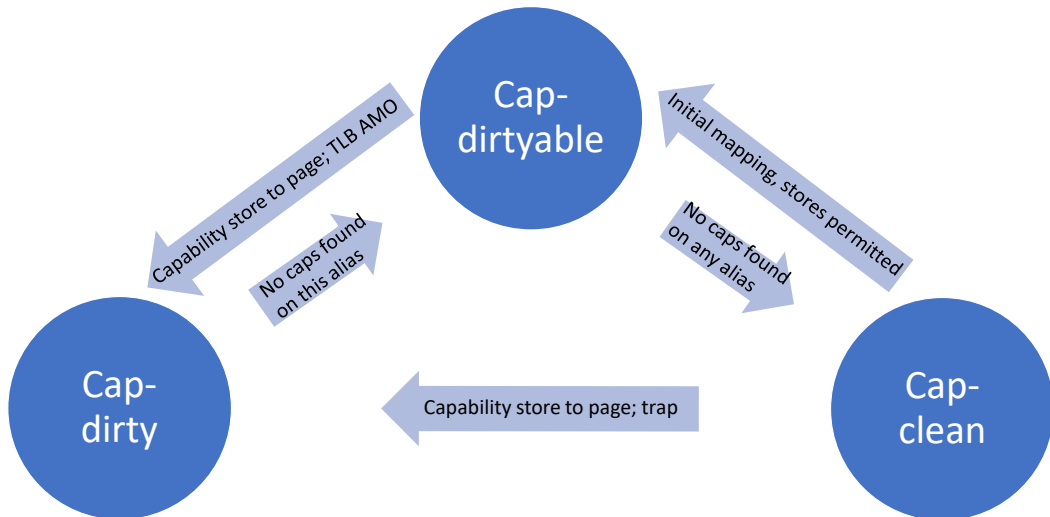 Cap-
dirtyable
Capability store to page; TLB AMO
Initial mapping, stores permitted
No caps found
on this alias
No caps found
on any alias
Cap-
dirty
Capability store to page; trap
Cap-
clean